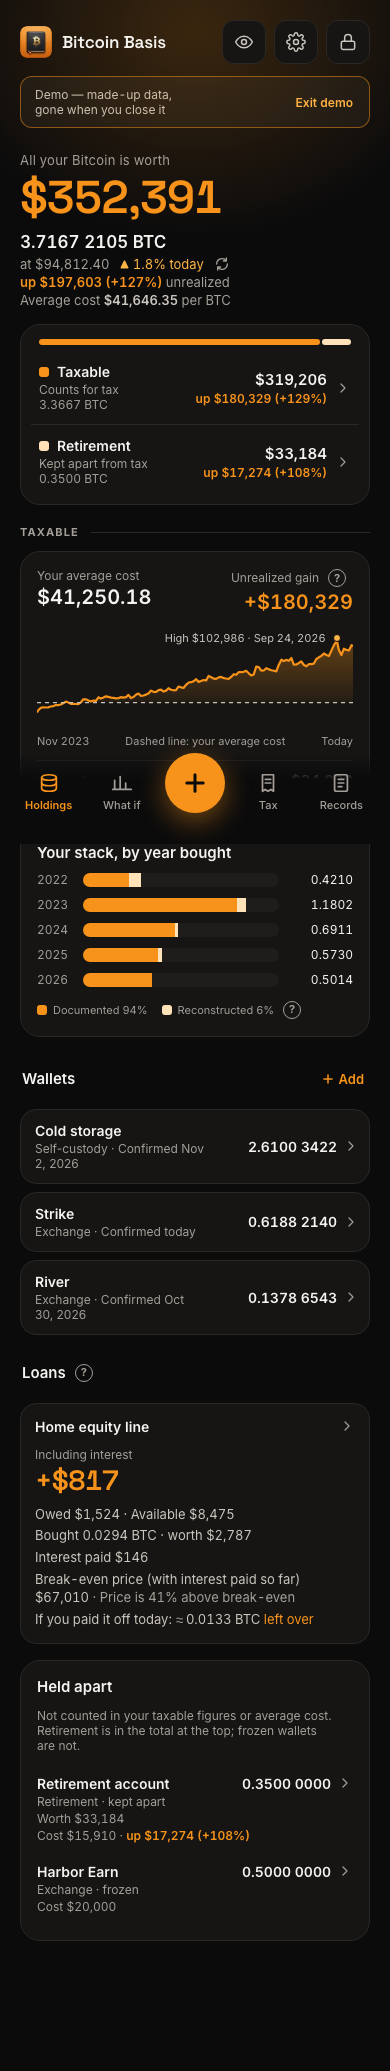 Bitcoin Basis
Demo — made-up data,
gone when you close it
Exit demo
All your Bitcoin is worth
$352,391
3.7167 2105 BTC
at $94,812.40 ▲ 1.8% today
up $197,603 (+127%) unrealized
Average cost $41,646.35 per BTC
Taxable
Counts for tax
3.3667 BTC
$319,206
up $180,329 (+129%)
Retirement
Kept apart from tax
0.3500 BTC
$33,184
up $17,274 (+108%)
TAXABLE
Your average cost
$41,250.18
Unrealized gain ?
+$180,329
High $102,986 · Sep 24, 2026
Nov 2023 Dashed line: your average cost Today
Holdings
What if
Tax
Records
Your stack, by year bought
2022 0.4210
2023 1.1802
2024 0.6911
2025 0.5730
2026 0.5014
Documented 94% Reconstructed 6% ?
Wallets
+ Add
Cold storage
Self-custody · Confirmed Nov
2, 2026
2.6100 3422
Strike
Exchange · Confirmed today
0.6188 2140
River
Exchange · Confirmed Oct
30, 2026
0.1378 6543
Loans ?
Home equity line
Including interest
+$817
Owed $1,524 · Available $8,475
Bought 0.0294 BTC · worth $2,787
Interest paid $146
Break-even price (with interest paid so far)
$67,010 · Price is 41% above break-even
If you paid it off today: ≈ 0.0133 BTC left over
Held apart
Not counted in your taxable figures or average cost.
Retirement is in the total at the top; frozen wallets
are not.
Retirement account
0.3500 0000
Retirement · kept apart
Worth $33,184
Cost $15,910 · up $17,274 (+108%)
Harbor Earn
0.5000 0000
Exchange · frozen
Cost $20,000